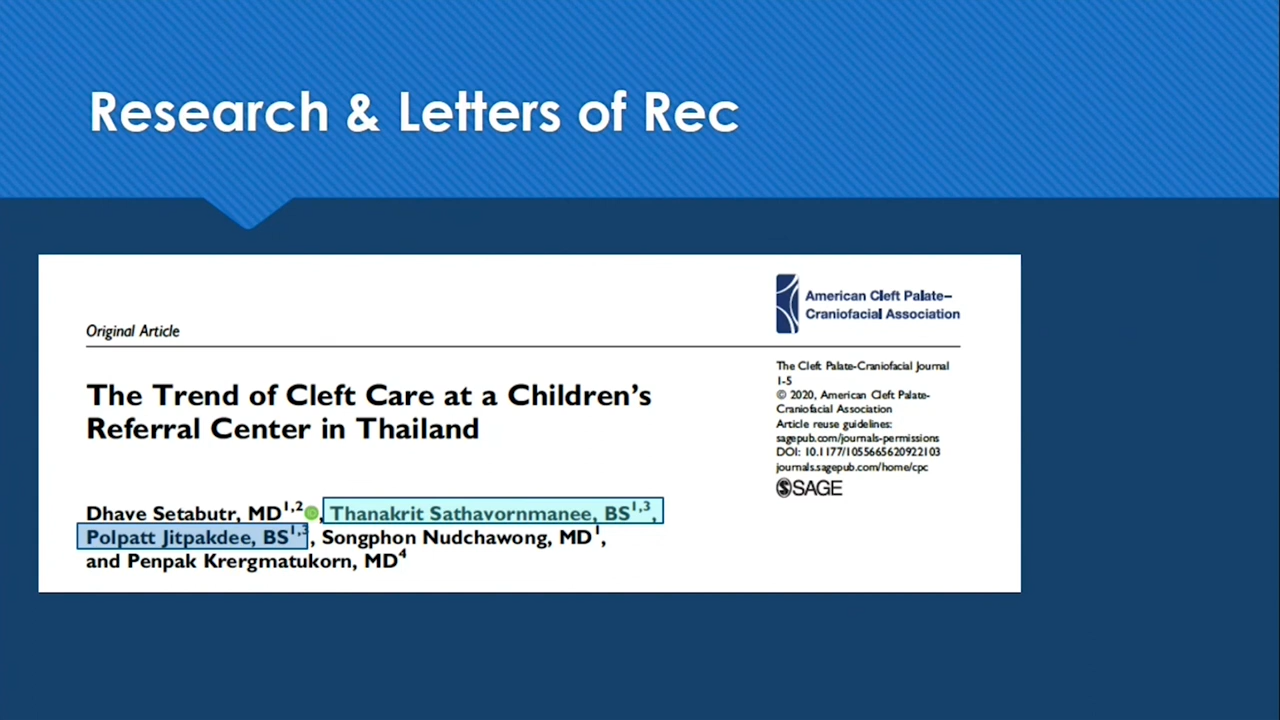 Research & Letters of Rec
American Cleft Palate–
Craniofacial Association
Original Article
The Trend of Cleft Care at a Children's
Referral Center in Thailand
The Cleft Palate-Craniofacial Journal
1-5
© 2020, American Cleft Palate-
Craniofacial Association
Article reuse guidelines:
sagepub.com/journals-permissions
DOI: 10.1177/1055665620922103
journals.sagepub.com/home/cpc
SAGE
Dhave Setabutr, MD1,2, Thanakrit Sathavornmanee, BS1,3,
Polpatt Jitpakdee, BS1,3, Songphon Nudchawong, MD1,
and Penpak Krergmatukorn, MD4